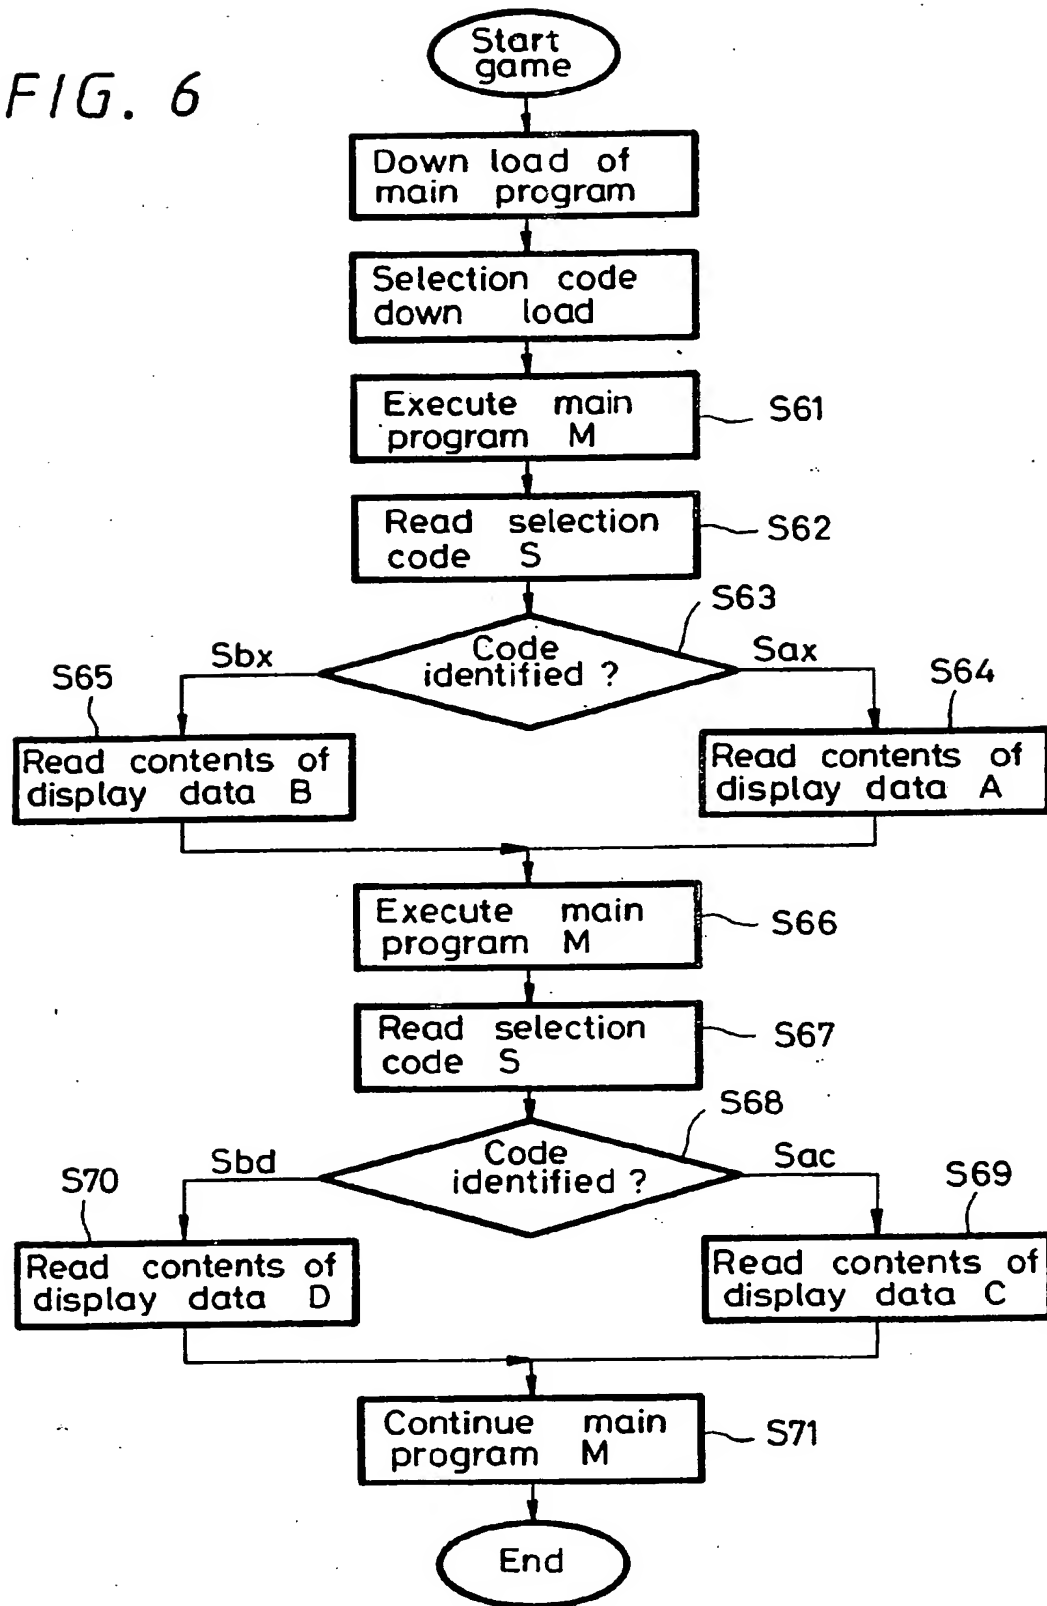 FIG. 6
Start
game
Down load of
main program
Selection code
down load
Execute main
program M
S61
Read selection
code S
S62
S63
Code
identified ?
Sbx
Sax
S65
S64
Read contents of
display data B
Read contents of
display data A
Execute main
program M
S66
Read selection
code S
S67
S68
Code
identified ?
Sbd
Sac
S70
S69
Read contents of
display data D
Read contents of
display data C
Continue main
program M
S71
End